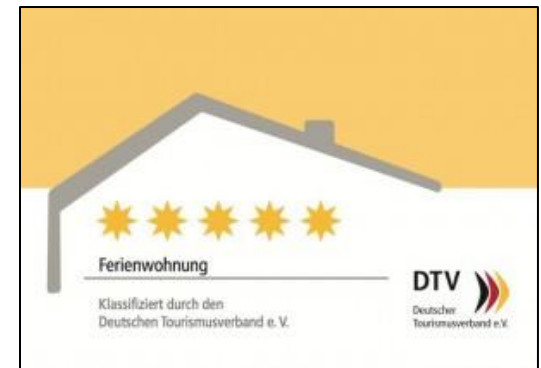 Ferienwohnung
Klassifiziert durch den
Deutschen Tourismusverband e. V.
DTV
Deutscher
Tourismusverband e.V.